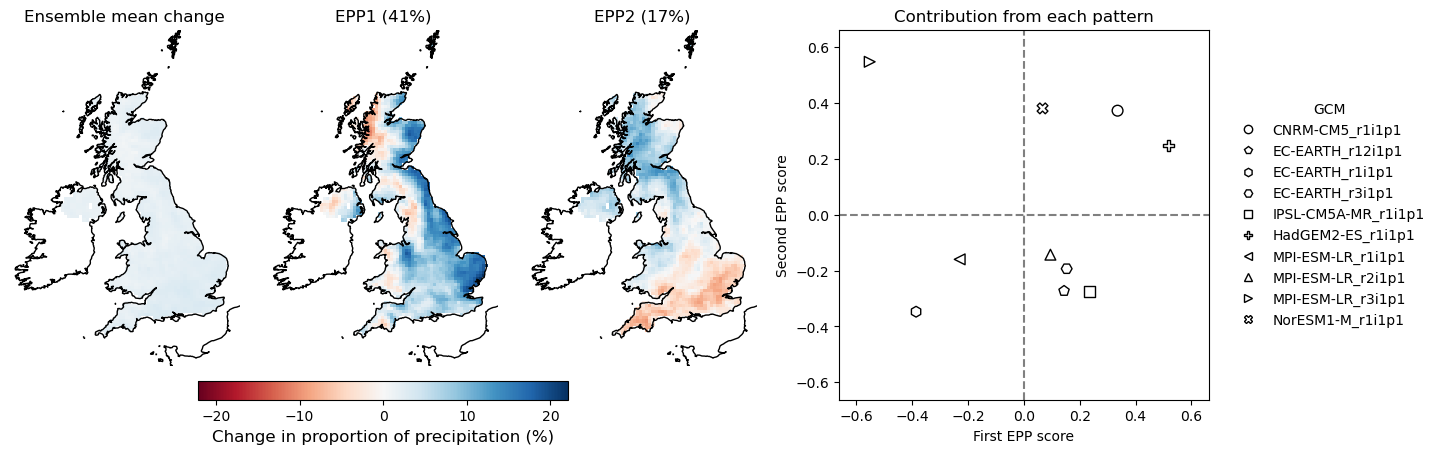 Ensemble mean change
EPP1 (41%)
EPP2 (17%)
−20
−10
0
10
20
Change in proportion of precipitation (%)
Contribution from each pattern
Second EPP score
0.6
0.4
0.2
0.0
−0.2
−0.4
−0.6
−0.6
−0.4
−0.2
0.0
0.2
0.4
0.6
First EPP score
GCM
CNRM-CM5_r1i1p1
EC-EARTH_r12i1p1
EC-EARTH_r1i1p1
EC-EARTH_r3i1p1
IPSL-CM5A-MR_r1i1p1
HadGEM2-ES_r1i1p1
MPI-ESM-LR_r1i1p1
MPI-ESM-LR_r2i1p1
MPI-ESM-LR_r3i1p1
NorESM1-M_r1i1p1